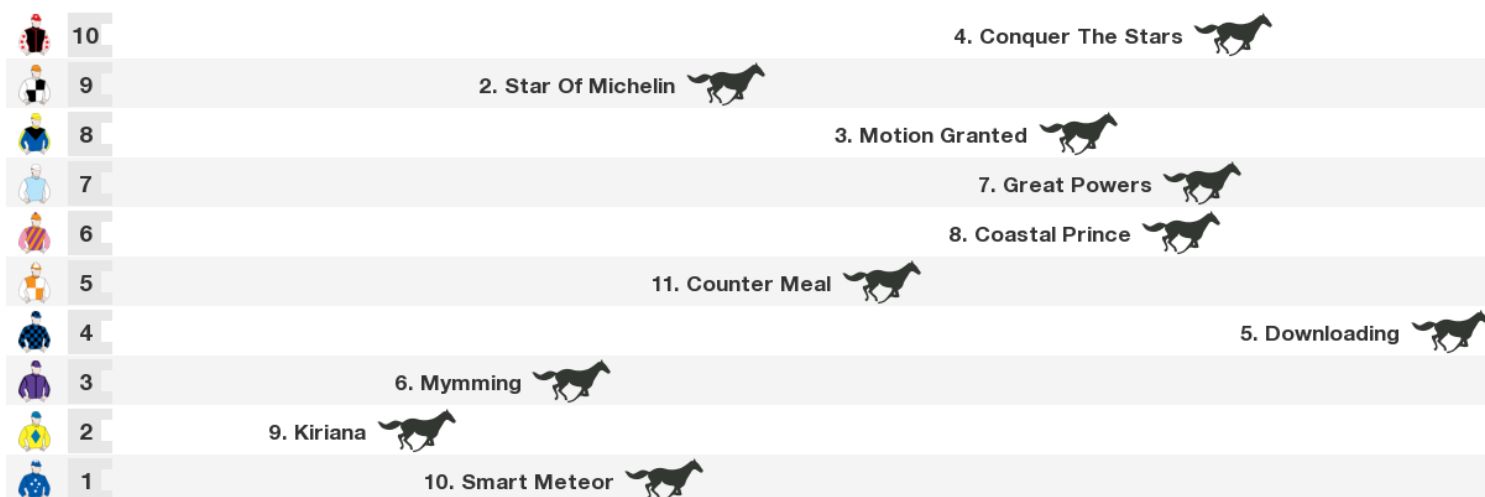 10 4. Conquer The Stars
9 2. Star Of Michelin
8 3. Motion Granted
7 7. Great Powers
6 8. Coastal Prince
5 11. Counter Meal
4 5. Downloading
3 6. Mymming
2 9. Kiriana
1 10. Smart Meteor